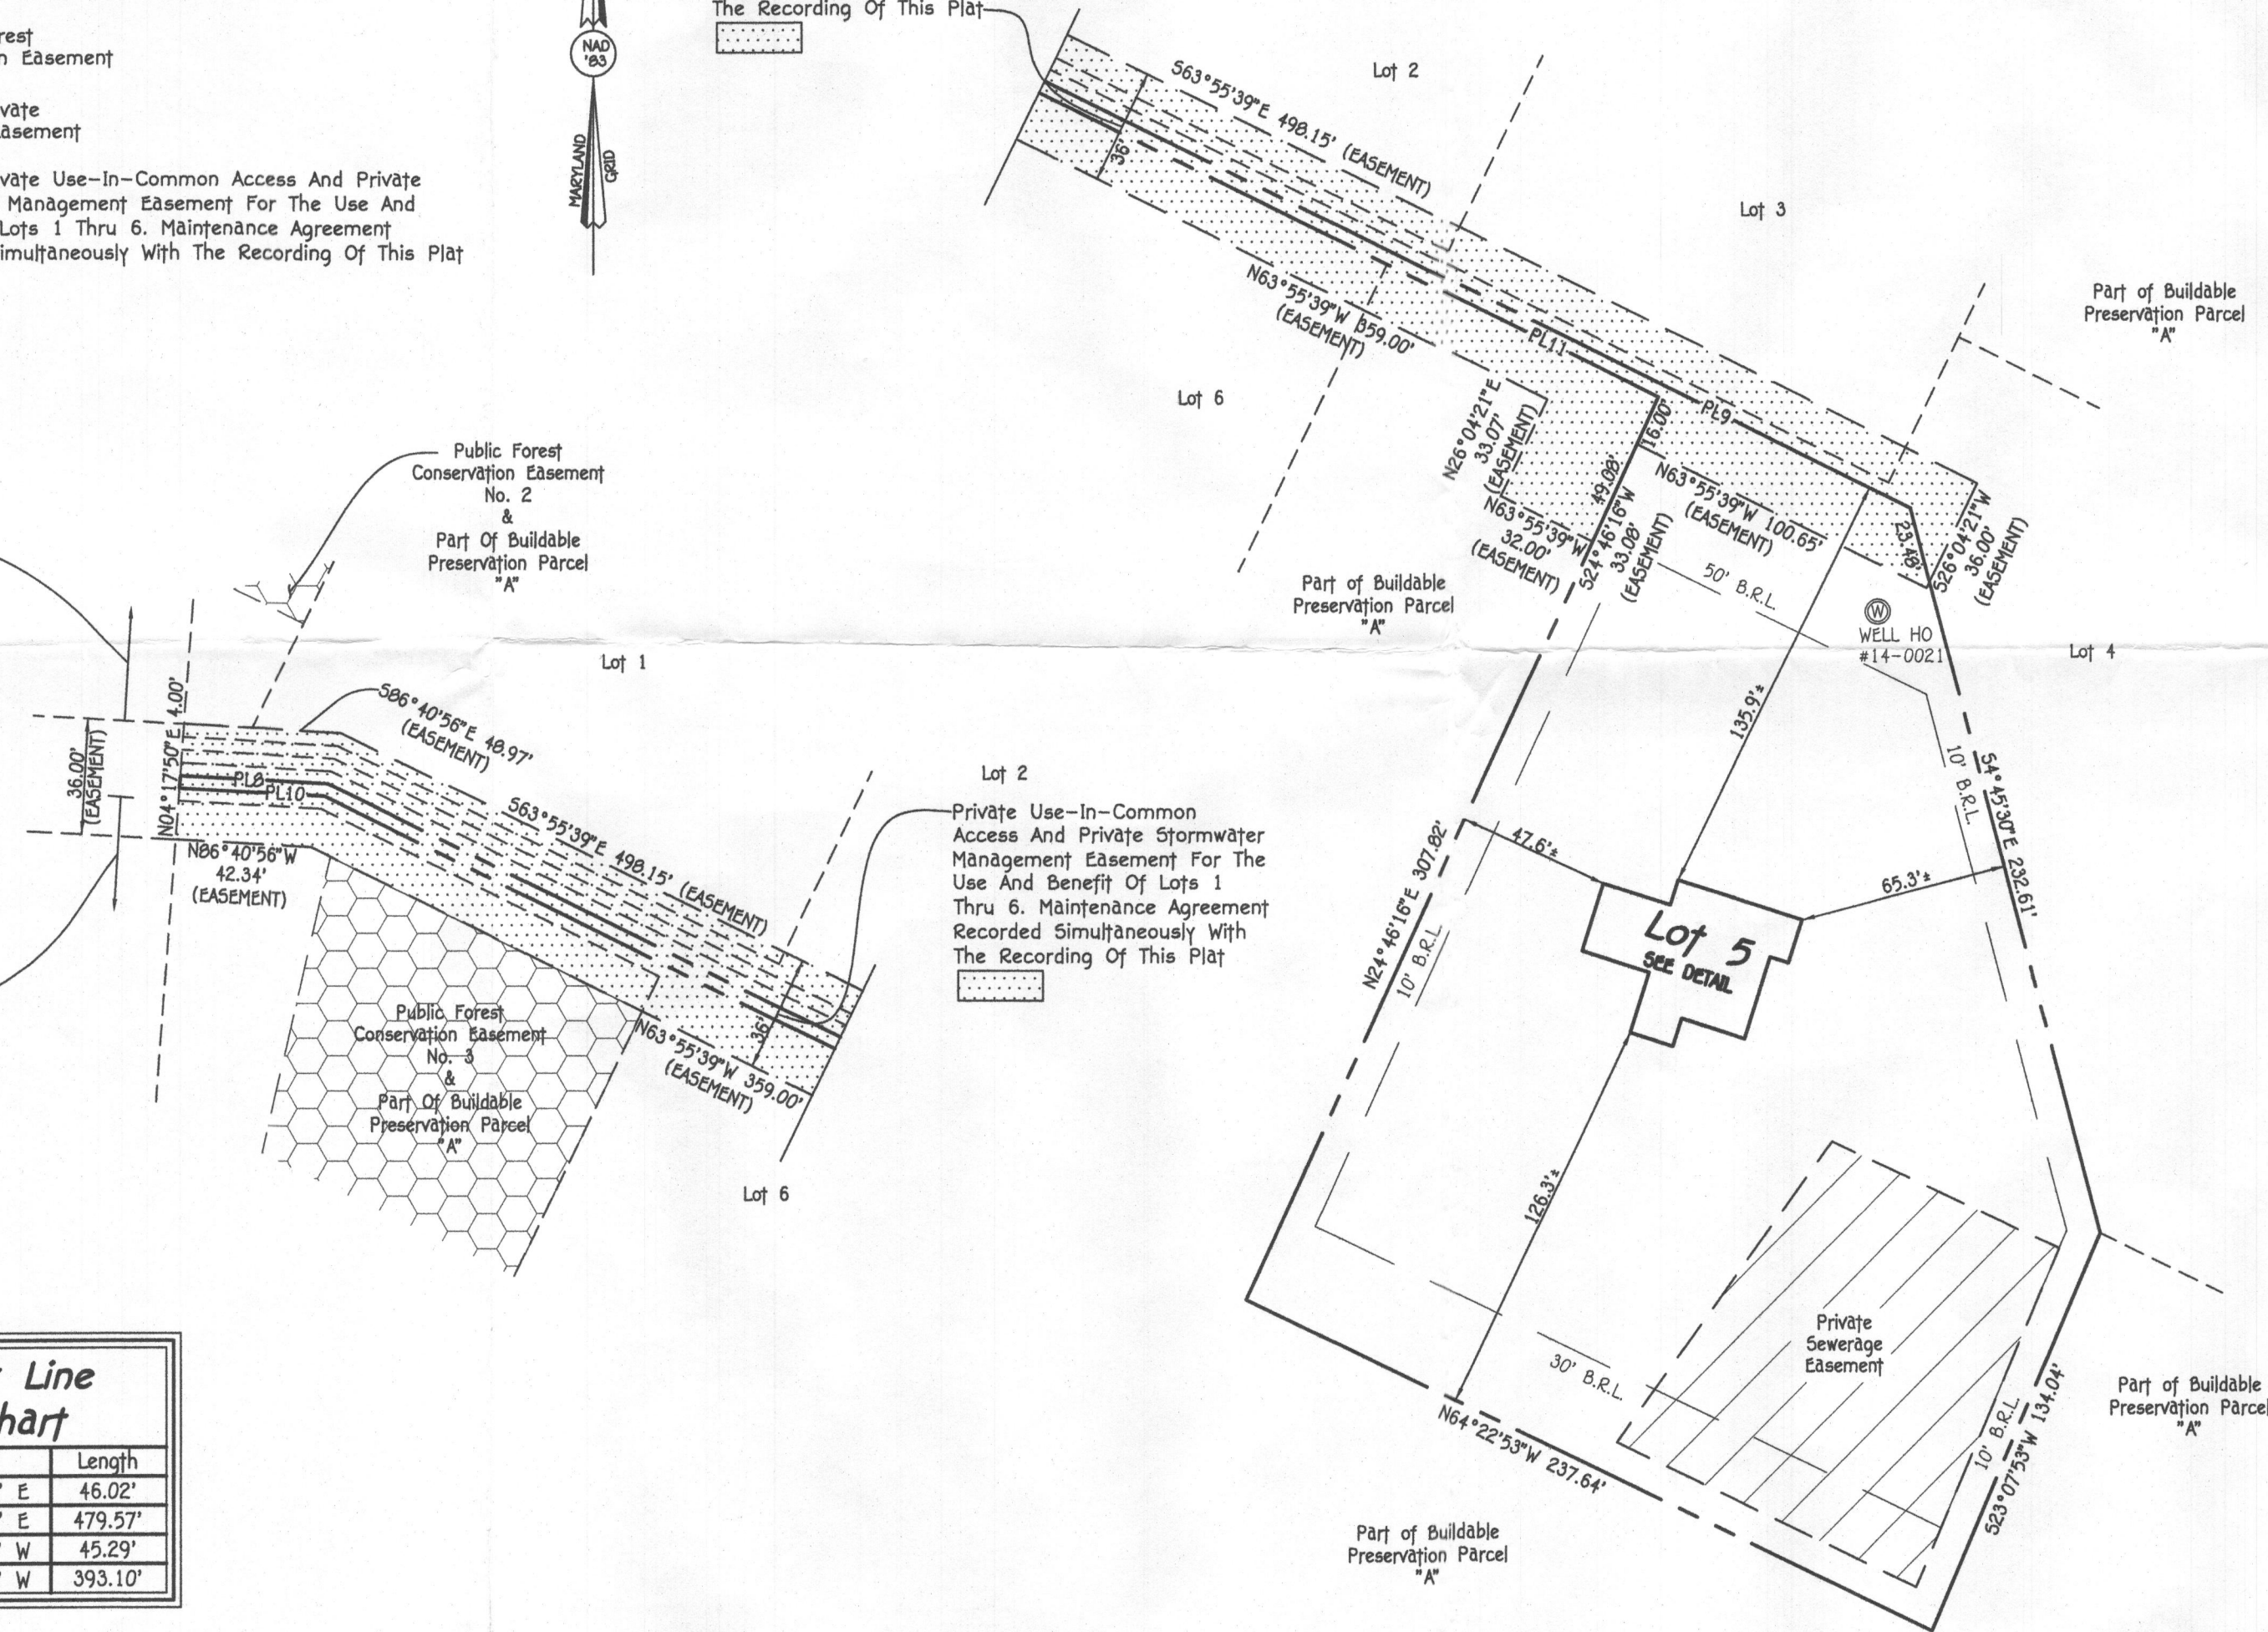 rest
n Easement
vate
asement
vate Use-In-Common Access And Private
Management Easement For The Use And
Lots 1 Thru 6. Maintenance Agreement
imultaneously With The Recording Of This Plat
NAD
'83
MARYLAND
GRID
The Recording Of This Plat
Lot 2
S63°55'39"E 498.15' (EASEMENT)
36'
Lot 3
N63°55'39"W 359.00'
(EASEMENT)
PL11
Part of Buildable
Preservation Parcel
"A"
Lot 6
PL9
16.00'
N26°04'21"E
33.07'
(EASEMENT)
49.08'
N63°55'39"W
32.00'
(EASEMENT)
S24°46'16"W
33.08'
(EASEMENT)
N63°55'39"W 100.65'
(EASEMENT)
23.48'
S26°04'21"W
36.00'
(EASEMENT)
50' B.R.L.
Part of Buildable
Preservation Parcel
"A"
W
WELL HO
#14-0021
Lot 4
Public Forest
Conservation Easement
No. 2
&
Part Of Buildable
Preservation Parcel
"A"
Lot 1
36.00'
(EASEMENT)
N04°17'50"E 4.00'
S86°40'56"E 48.97'
(EASEMENT)
PL8
PL10
S63°55'39"E 498.15' (EASEMENT)
N86°40'56"W
42.34'
(EASEMENT)
Lot 2
Private Use-In-Common
Access And Private Stormwater
Management Easement For The
Use And Benefit Of Lots 1
Thru 6. Maintenance Agreement
Recorded Simultaneously With
The Recording Of This Plat
36'
N63°55'39"W 359.00'
(EASEMENT)
Public Forest
Conservation Easement
No. 3
&
Part Of Buildable
Preservation Parcel
"A"
Lot 6
135.9'±
10' B.R.L.
S4°45'30"E 232.61'
47.6'±
65.3'±
N24°46'16"E 307.82'
10' B.R.L.
Lot 5
SEE DETAIL
126.3'±
Private
Sewerage
Easement
30' B.R.L.
N64°22'53"W 237.64'
10' B.R.L.
S23°07'53"W 134.04'
Part of Buildable
Preservation Parcel
"A"
Part of Buildable
Preservation Parcel
"A"
Line
hart
Length
E 46.02'
E 479.57'
W 45.29'
W 393.10'